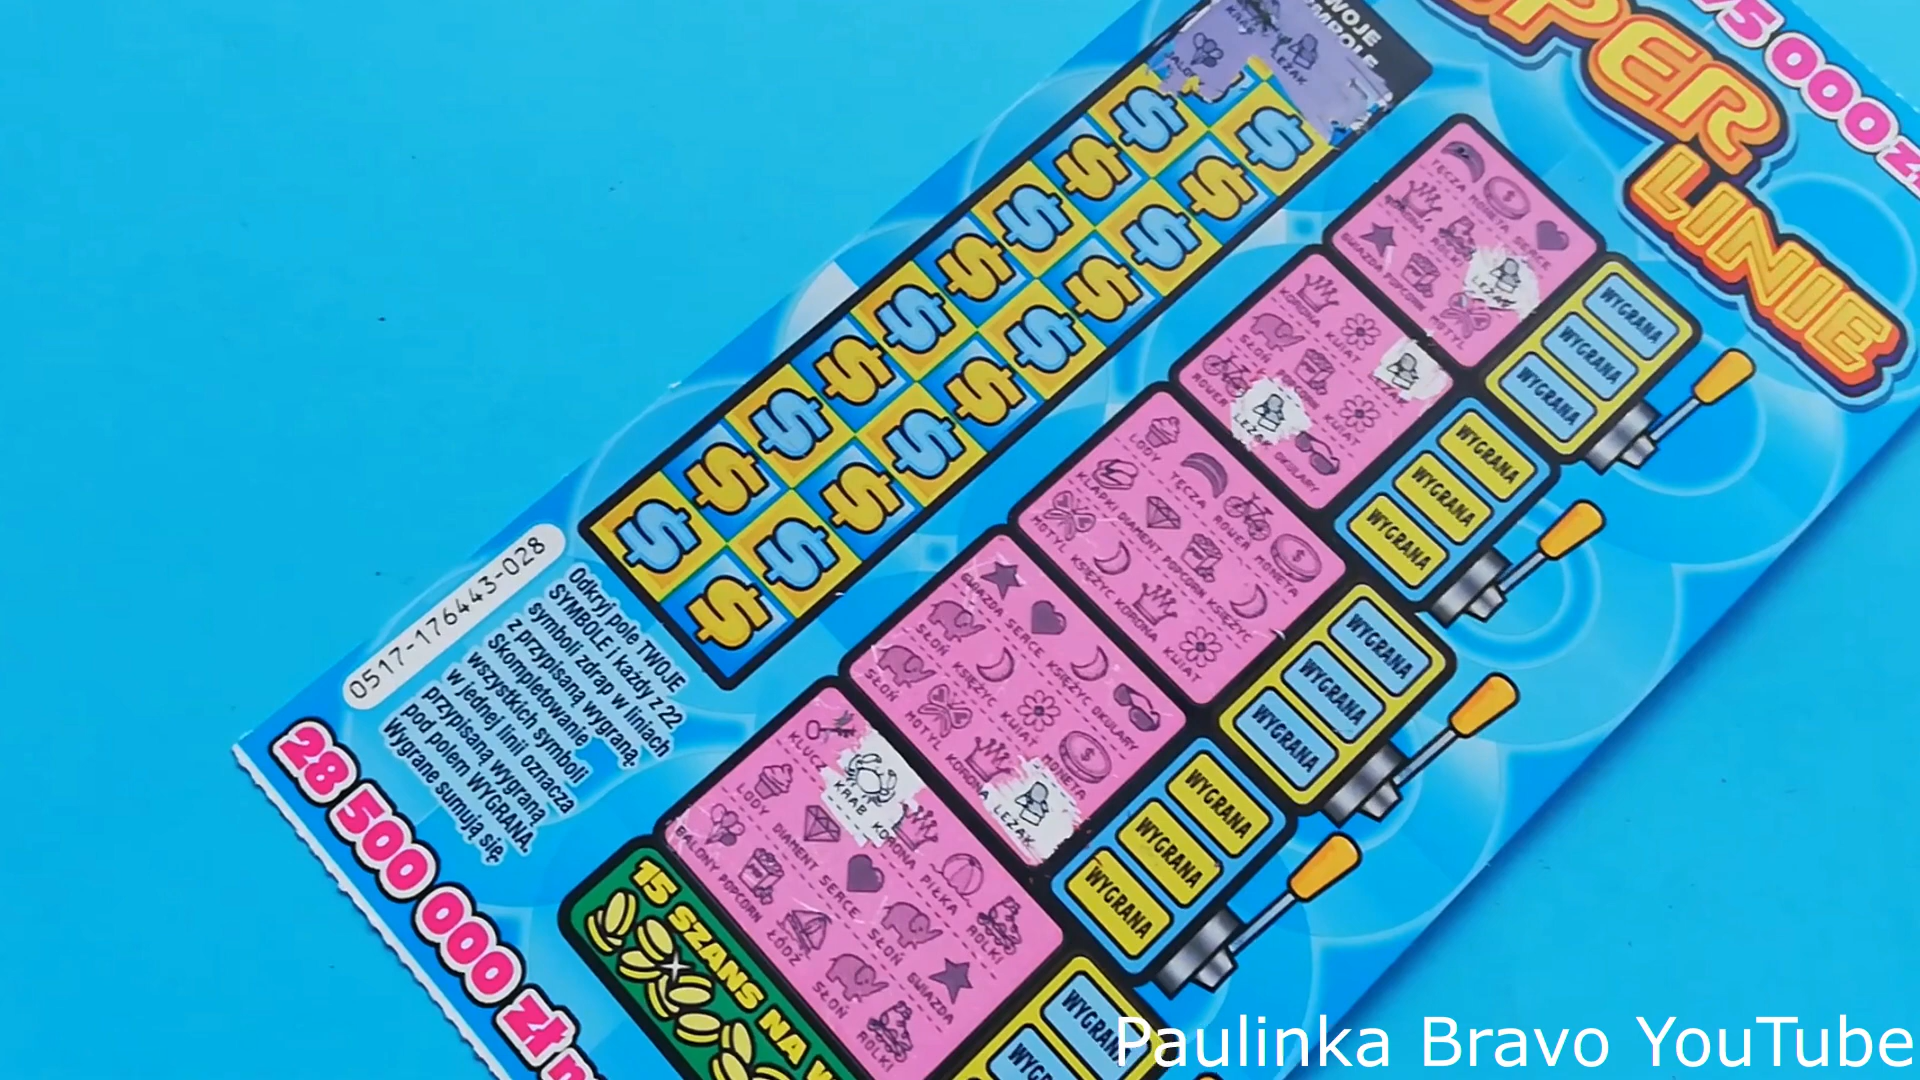 75 000 zł
SUPER
LINIE
TWOJE
SYMBOLE
KRAB LEŻAK
BALONY
TĘCZA MONETA SERCE
KORONA ROLKI LEŻAK
GWIAZDA POPCORN MOTYL
KORONA KWIAT
SŁOŃ POPCORN KWIAT
ROWER LEŻAK OKULARY
LODY TĘCZA ROWER MONETA
KLAPKI DIAMENT POPCORN KSIĘŻYC
MOTYL KSIĘŻYC KORONA KWIAT
GWIAZDA SERCE KSIĘŻYC OKULARY
SŁOŃ KSIĘŻYC KWIAT MONETA
SŁOŃ MOTYL KORONA LEŻAK
KLUCZ KRAB KORONA PIŁKA ROLKI
LODY DIAMENT SERCE SŁOŃ GWIAZDA
BALONY POPCORN ŁÓDŹ SŁOŃ ROLKI
WYGRANA
WYGRANA
WYGRANA
WYGRANA
WYGRANA
WYGRANA
WYGRANA
WYGRANA
WYGRANA
WYGRANA
WYGRANA
WYGRANA
WYGRANA
WYGRANA
0517-176443-028
Odkryj pole TWOJE
SYMBOLE i każdy z 22
symboli zdrap w liniach
z przypisaną wygraną.
Skompletowanie
wszystkich symboli
w jednej linii oznacza
przypisaną wygraną
pod polem WYGRANA.
Wygrane sumują się.
28 500 000 zł
15 SZANS NA
Paulinka Bravo YouTube